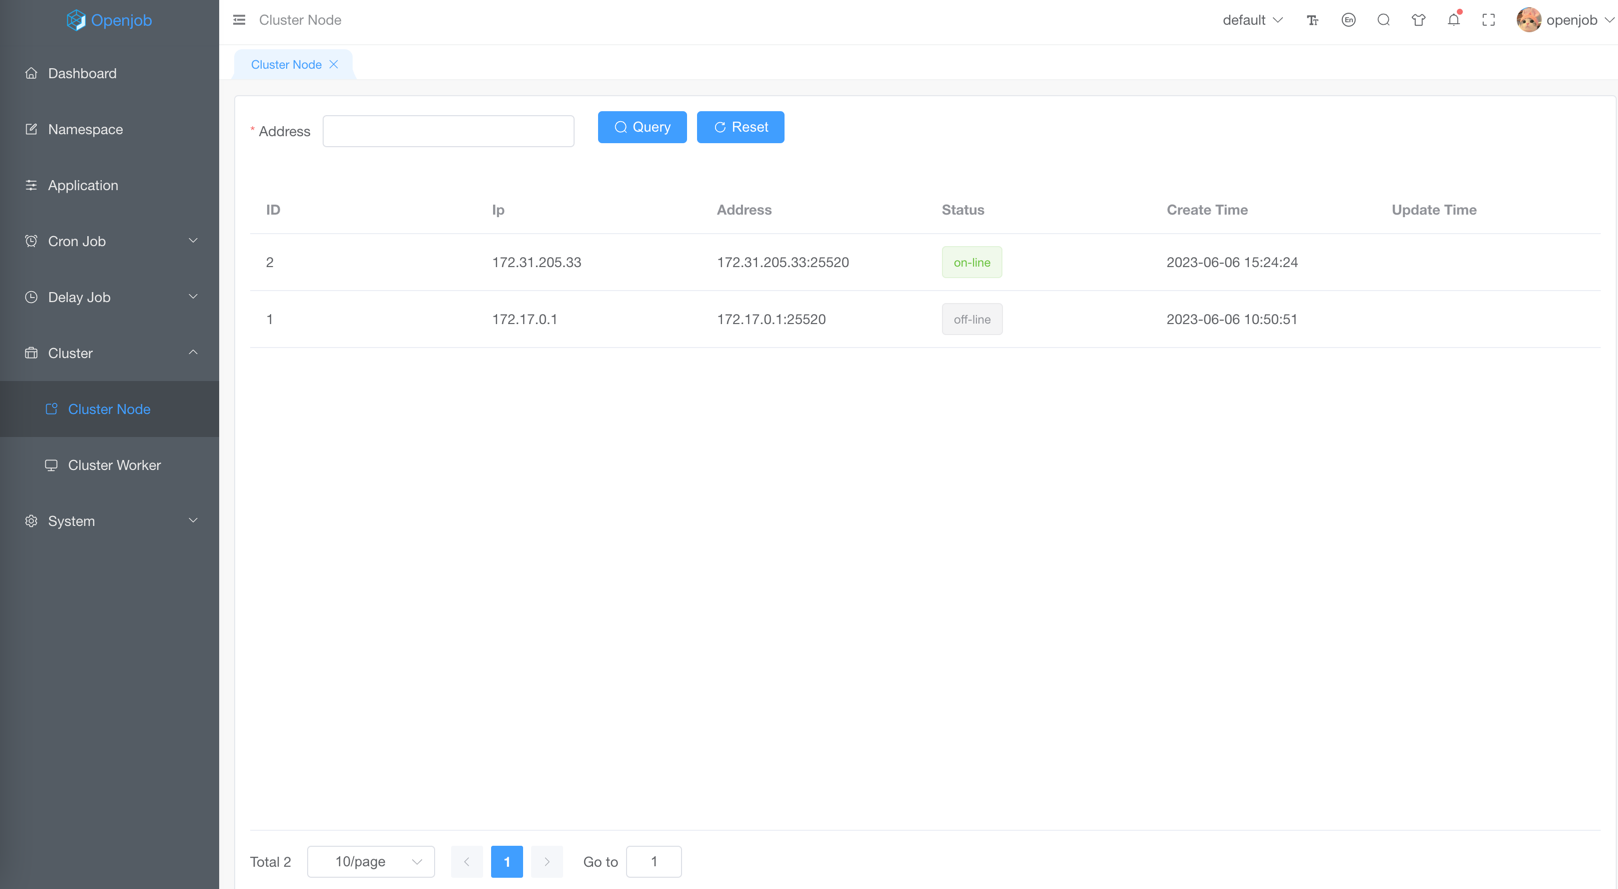 Openjob
Dashboard
Namespace
Application
Cron Job
Delay Job
Cluster
Cluster Node
Cluster Worker
System
Cluster Node
default
En
openjob
Cluster Node
* Address
Query
Reset
ID Ip Address Status Create Time Update Time
2 172.31.205.33 172.31.205.33:25520 on-line 2023-06-06 15:24:24
1 172.17.0.1 172.17.0.1:25520 off-line 2023-06-06 10:50:51
Total 2 10/page 1 Go to 1